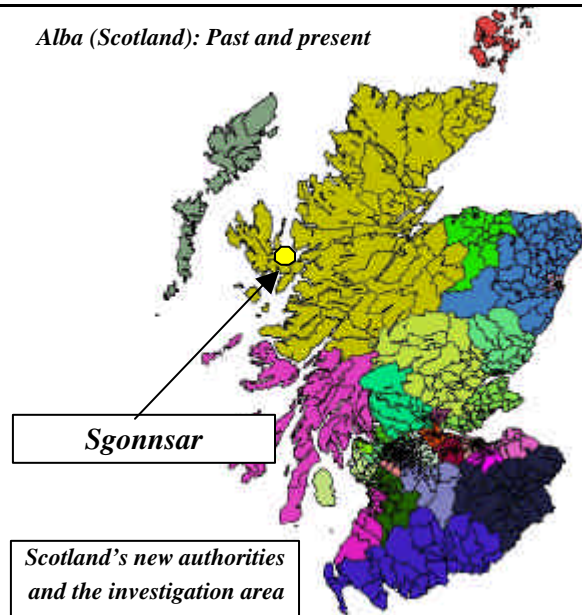 Alba (Scotland): Past and present
Sgonnsar
Scotland's new authorities
and the investigation area